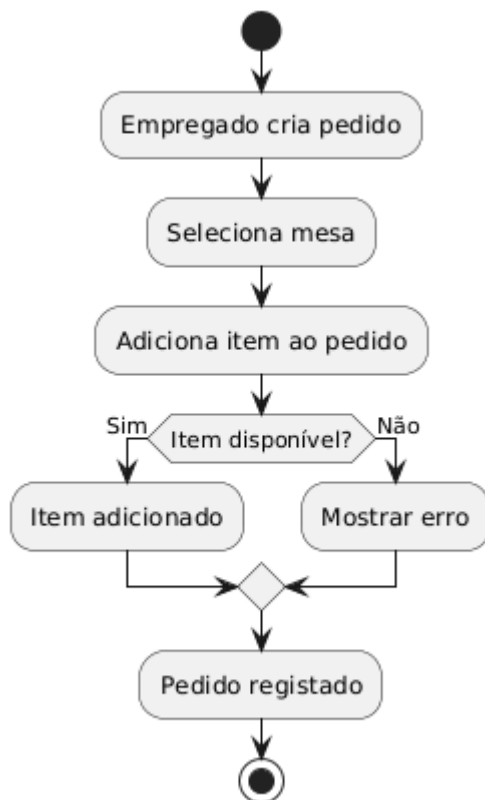 Empregado cria pedido
Seleciona mesa
Adiciona item ao pedido
Sim
Item disponível?
Não
Item adicionado
Mostrar erro
Pedido registado